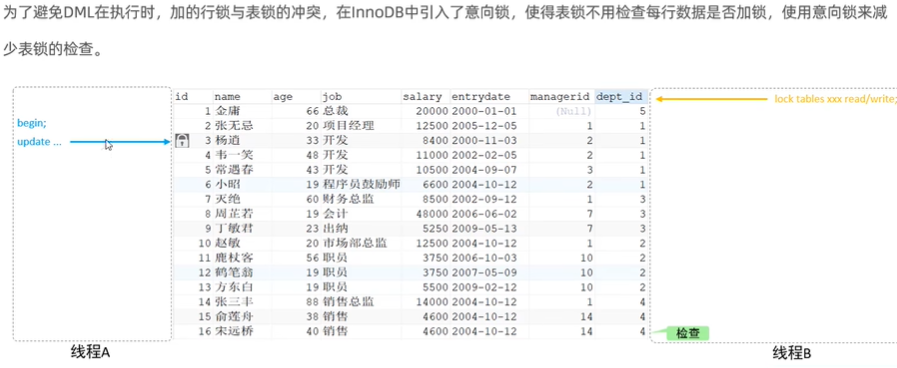 为了避免DML在执行时，加的行锁与表锁的冲突，在InnoDB中引入了意向锁，使得表锁不用检查每行数据是否加锁，使用意向锁来减
少表锁的检查。
id name age job salary entrydate managerid dept_id
lock tables xxx read/write;
1 金庸 66 总裁 20000 2000-01-01 (Null) 5
begin;
2 张无忌 20 项目经理 12500 2005-12-05 1 1
update ...
3 杨逍 33 开发 8400 2000-11-03 2 1
4 韦一笑 48 开发 11000 2002-02-05 2 1
5 常遇春 43 开发 10500 2004-09-07 3 1
6 小昭 19 程序员鼓励师 6600 2004-10-12 2 1
7 灭绝 60 财务总监 8500 2002-09-12 1 3
8 周芷若 19 会计 48000 2006-06-02 7 3
9 丁敏君 23 出纳 5250 2009-05-13 7 3
10 赵敏 20 市场部总监 12500 2004-10-12 1 2
11 鹿杖客 56 职员 3750 2006-10-03 10 2
12 鹤笔翁 19 职员 3750 2007-05-09 10 2
13 方东白 19 职员 5500 2009-02-12 10 2
14 张三丰 88 销售总监 14000 2004-10-12 1 4
15 俞莲舟 38 销售 4600 2004-10-12 14 4
16 宋远桥 40 销售 4600 2004-10-12 14 4
检查
线程A
线程B